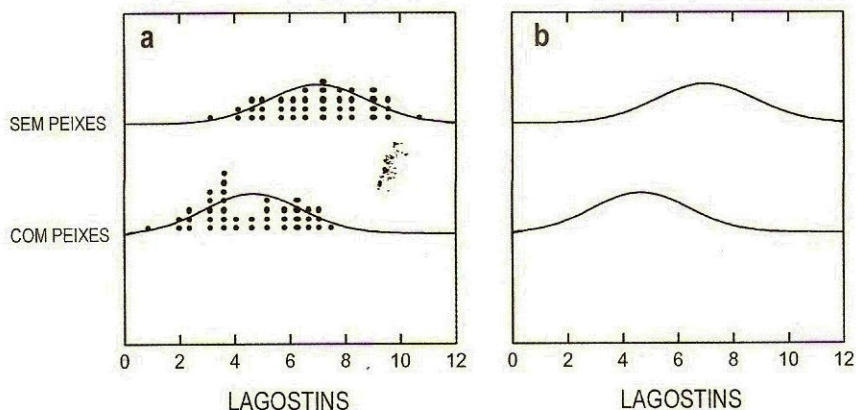 a
SEM PEIXES
COM PEIXES
0 2 4 6 8 10 12
LAGOSTINS
b
0 2 4 6 8 10 12
LAGOSTINS